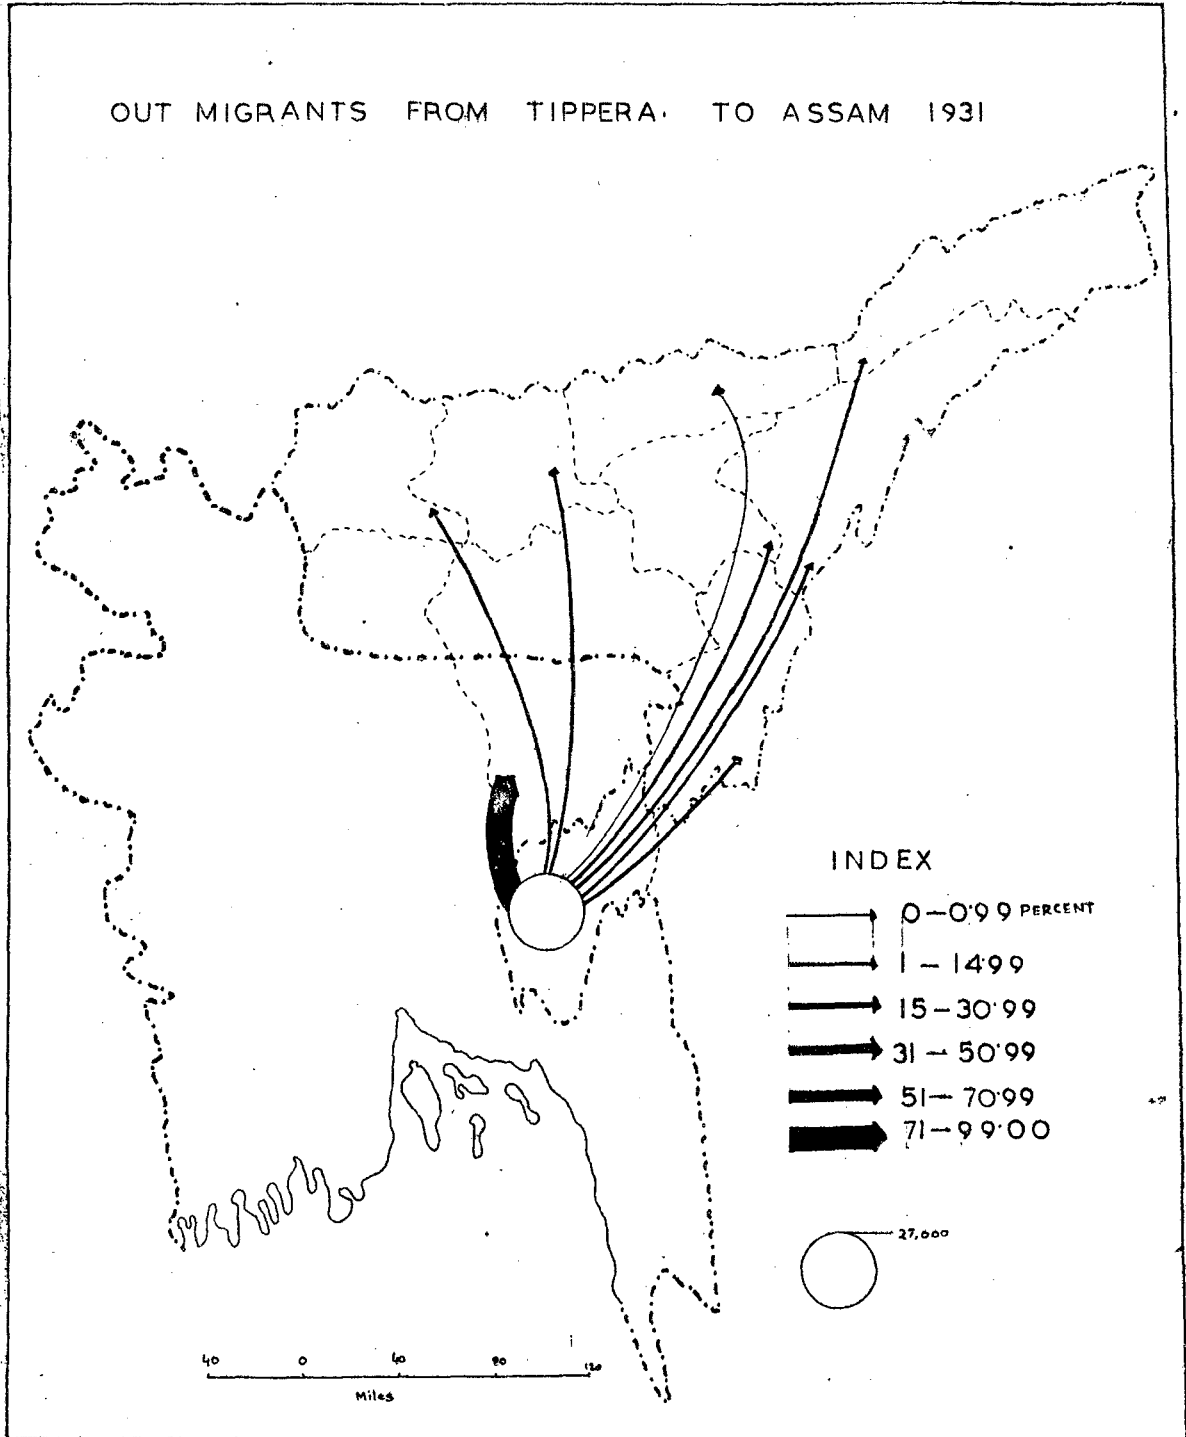 OUT MIGRANTS FROM TIPPERA. TO ASSAM 1931
INDEX
0-0.99 PERCENT
1-14.99
15-30.99
31-50.99
51-70.99
71-99.00
27,000
40 0 40 80 120
Miles